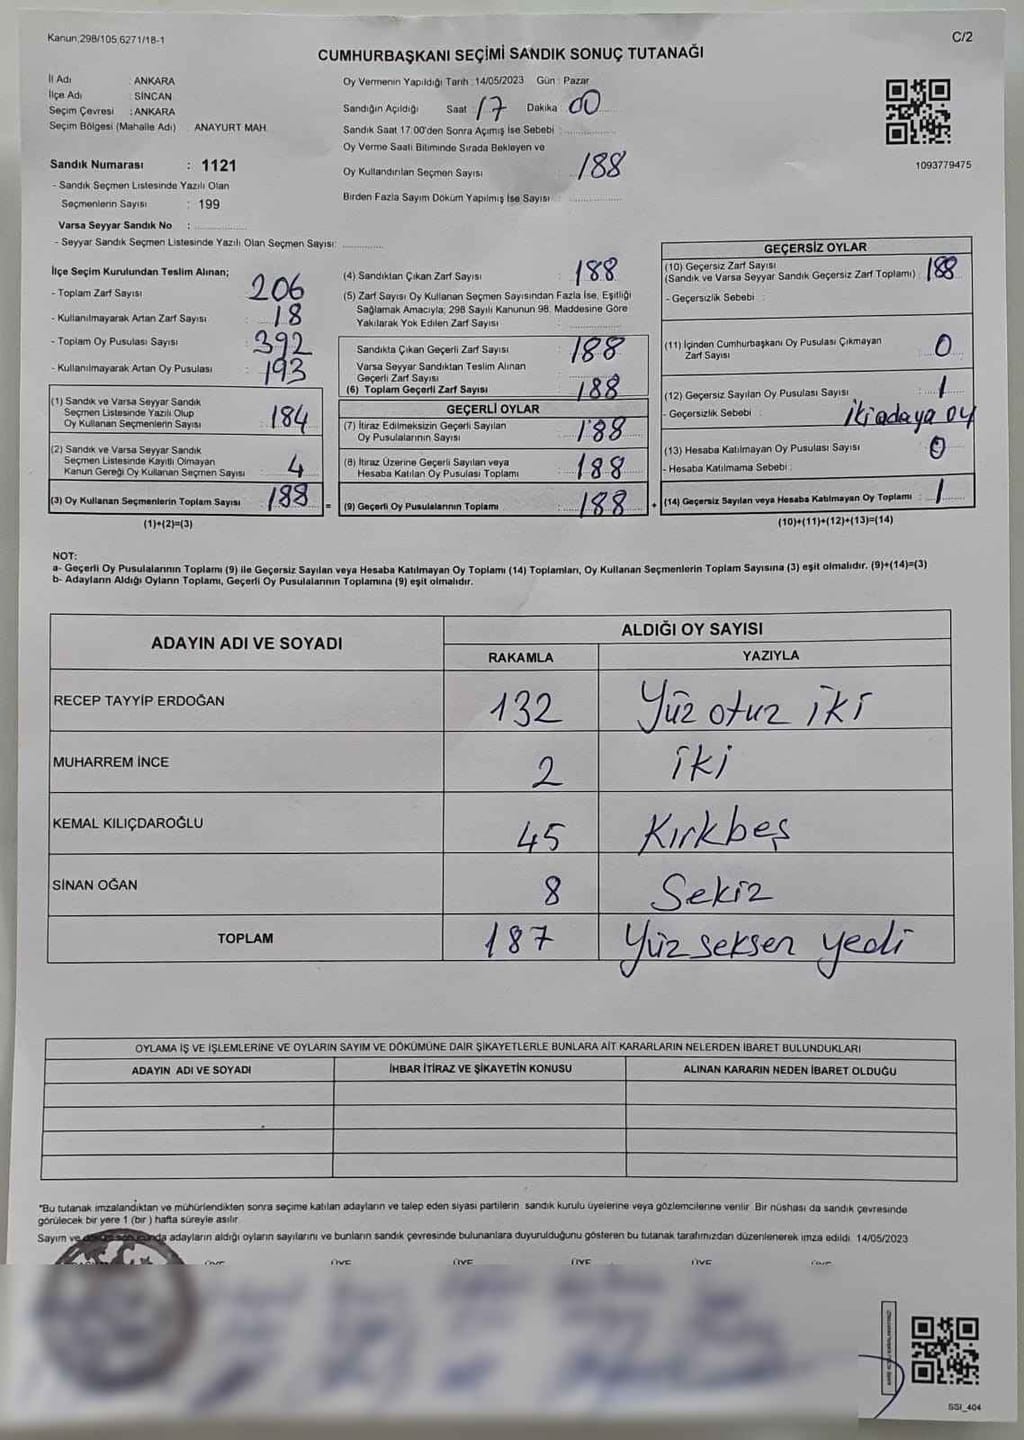 Kanun,298/105,6271/18-1
C/2
CUMHURBAŞKANI SEÇİMİ SANDIK SONUÇ TUTANAĞI
İl Adı : ANKARA
İlçe Adı : SİNCAN
Seçim Çevresi : ANKARA
Seçim Bölgesi (Mahalle Adı) : ANAYURT MAH.
Oy Vermenin Yapıldığı Tarih : 14/05/2023 Gün : Pazar
Sandığın Açıldığı Saat : 17 Dakika : 00
Sandık Saat 17.00'den Sonra Açımış İse Sebebi :
Oy Verme Saati Bitiminde Sırada Bekleyen ve
Oy Kullandırılan Seçmen Sayısı : 188
Birden Fazla Sayım Döküm Yapılmış İse Sayısı :
1093779475
Sandık Numarası : 1121
- Sandık Seçmen Listesinde Yazılı Olan
Seçmenlerin Sayısı : 199
Varsa Seyyar Sandık No :
- Seyyar Sandık Seçmen Listesinde Yazılı Olan Seçmen Sayısı:
İlçe Seçim Kurulundan Teslim Alınan;
- Toplam Zarf Sayısı : 206
- Kullanılmayarak Artan Zarf Sayısı : 18
- Toplam Oy Pusulası Sayısı : 392
- Kullanılmayarak Artan Oy Pusulası : 193
(1) Sandık ve Varsa Seyyar Sandık
Seçmen Listesinde Yazılı Olup
Oy Kullanan Seçmenlerin Sayısı : 184
(2) Sandık ve Varsa Seyyar Sandık
Seçmen Listesinde Kayıtlı Olmayan
Kanun Gereği Oy Kullanan Seçmen Sayısı : 4
(3) Oy Kullanan Seçmenlerin Toplam Sayısı : 188
(1)+(2)=(3)
=
(4) Sandıktan Çıkan Zarf Sayısı : 188
(5) Zarf Sayısı Oy Kullanan Seçmen Sayısından Fazla İse, Eşitliği
Sağlamak Amacıyla; 298 Sayılı Kanunun 98. Maddesine Göre
Yakılarak Yok Edilen Zarf Sayısı :
Sandıkta Çıkan Geçerli Zarf Sayısı : 188
Varsa Seyyar Sandıktan Teslim Alınan
Geçerli Zarf Sayısı :
(6) Toplam Geçerli Zarf Sayısı : 188
GEÇERLİ OYLAR
(7) İtiraz Edilmeksizin Geçerli Sayılan
Oy Pusulalarının Sayısı : 188
(8) İtiraz Üzerine Geçerli Sayılan veya
Hesaba Katılan Oy Pusulası Toplamı : 188
(9) Geçerli Oy Pusulalarının Toplamı : 188
+
GEÇERSİZ OYLAR
(10) Geçersiz Zarf Sayısı
(Sandık ve Varsa Seyyar Sandık Geçersiz Zarf Toplamı) : 188
- Geçersizlik Sebebi :
(11) İçinden Cumhurbaşkanı Oy Pusulası Çıkmayan
Zarf Sayısı : 0
(12) Geçersiz Sayılan Oy Pusulası Sayısı : 1
- Geçersizlik Sebebi : iki adaya oy
(13) Hesaba Katılmayan Oy Pusulası Sayısı : 0
- Hesaba Katılmama Sebebi :
(14) Geçersiz Sayılan veya Hesaba Katılmayan Oy Toplamı : 1
(10)+(11)+(12)+(13)=(14)
NOT:
a- Geçerli Oy Pusulalarının Toplamı (9) ile Geçersiz Sayılan veya Hesaba Katılmayan Oy Toplamı (14) Toplamları, Oy Kullanan Seçmenlerin Toplam Sayısına (3) eşit olmalıdır. (9)+(14)=(3)
b- Adayların Aldığı Oyların Toplamı, Geçerli Oy Pusulalarının Toplamına (9) eşit olmalıdır.
ADAYIN ADI VE SOYADI
ALDIĞI OY SAYISI
RAKAMLA YAZIYLA
RECEP TAYYİP ERDOĞAN 132 Yüz otuz iki
MUHARREM İNCE 2 iki
KEMAL KILIÇDAROĞLU 45 Kırkbeş
SİNAN OĞAN 8 Sekiz
TOPLAM 187 Yüz seksen yedi
OYLAMA İŞ VE İŞLEMLERİNE VE OYLARIN SAYIM VE DÖKÜMÜNE DAİR ŞİKAYETLERLE BUNLARA AİT KARARLARIN NELERDEN İBARET BULUNDUKLARI
ADAYIN ADI VE SOYADI İHBAR İTİRAZ VE ŞİKAYETİN KONUSU ALINAN KARARIN NEDEN İBARET OLDUĞU
"Bu tutanak imzalandıktan ve mühürlendikten sonra seçime katılan adayların ve talep eden siyasi partilerin sandık kurulu üyelerine veya gözlemcilerine verilir. Bir nüshası da sandık çevresinde
görülecek bir yere 1 (bir) hafta süreyle asılır.
Sayım ve döküm sonucunda adayların aldığı oyların sayılarını ve bunların sandık çevresinde bulunanlara duyurulduğunu gösteren bu tutanak tarafımızdan düzenlenerek imza edildi. 14/05/2023
ÜYE ÜYE ÜYE ÜYE ÜYE
SSI_404